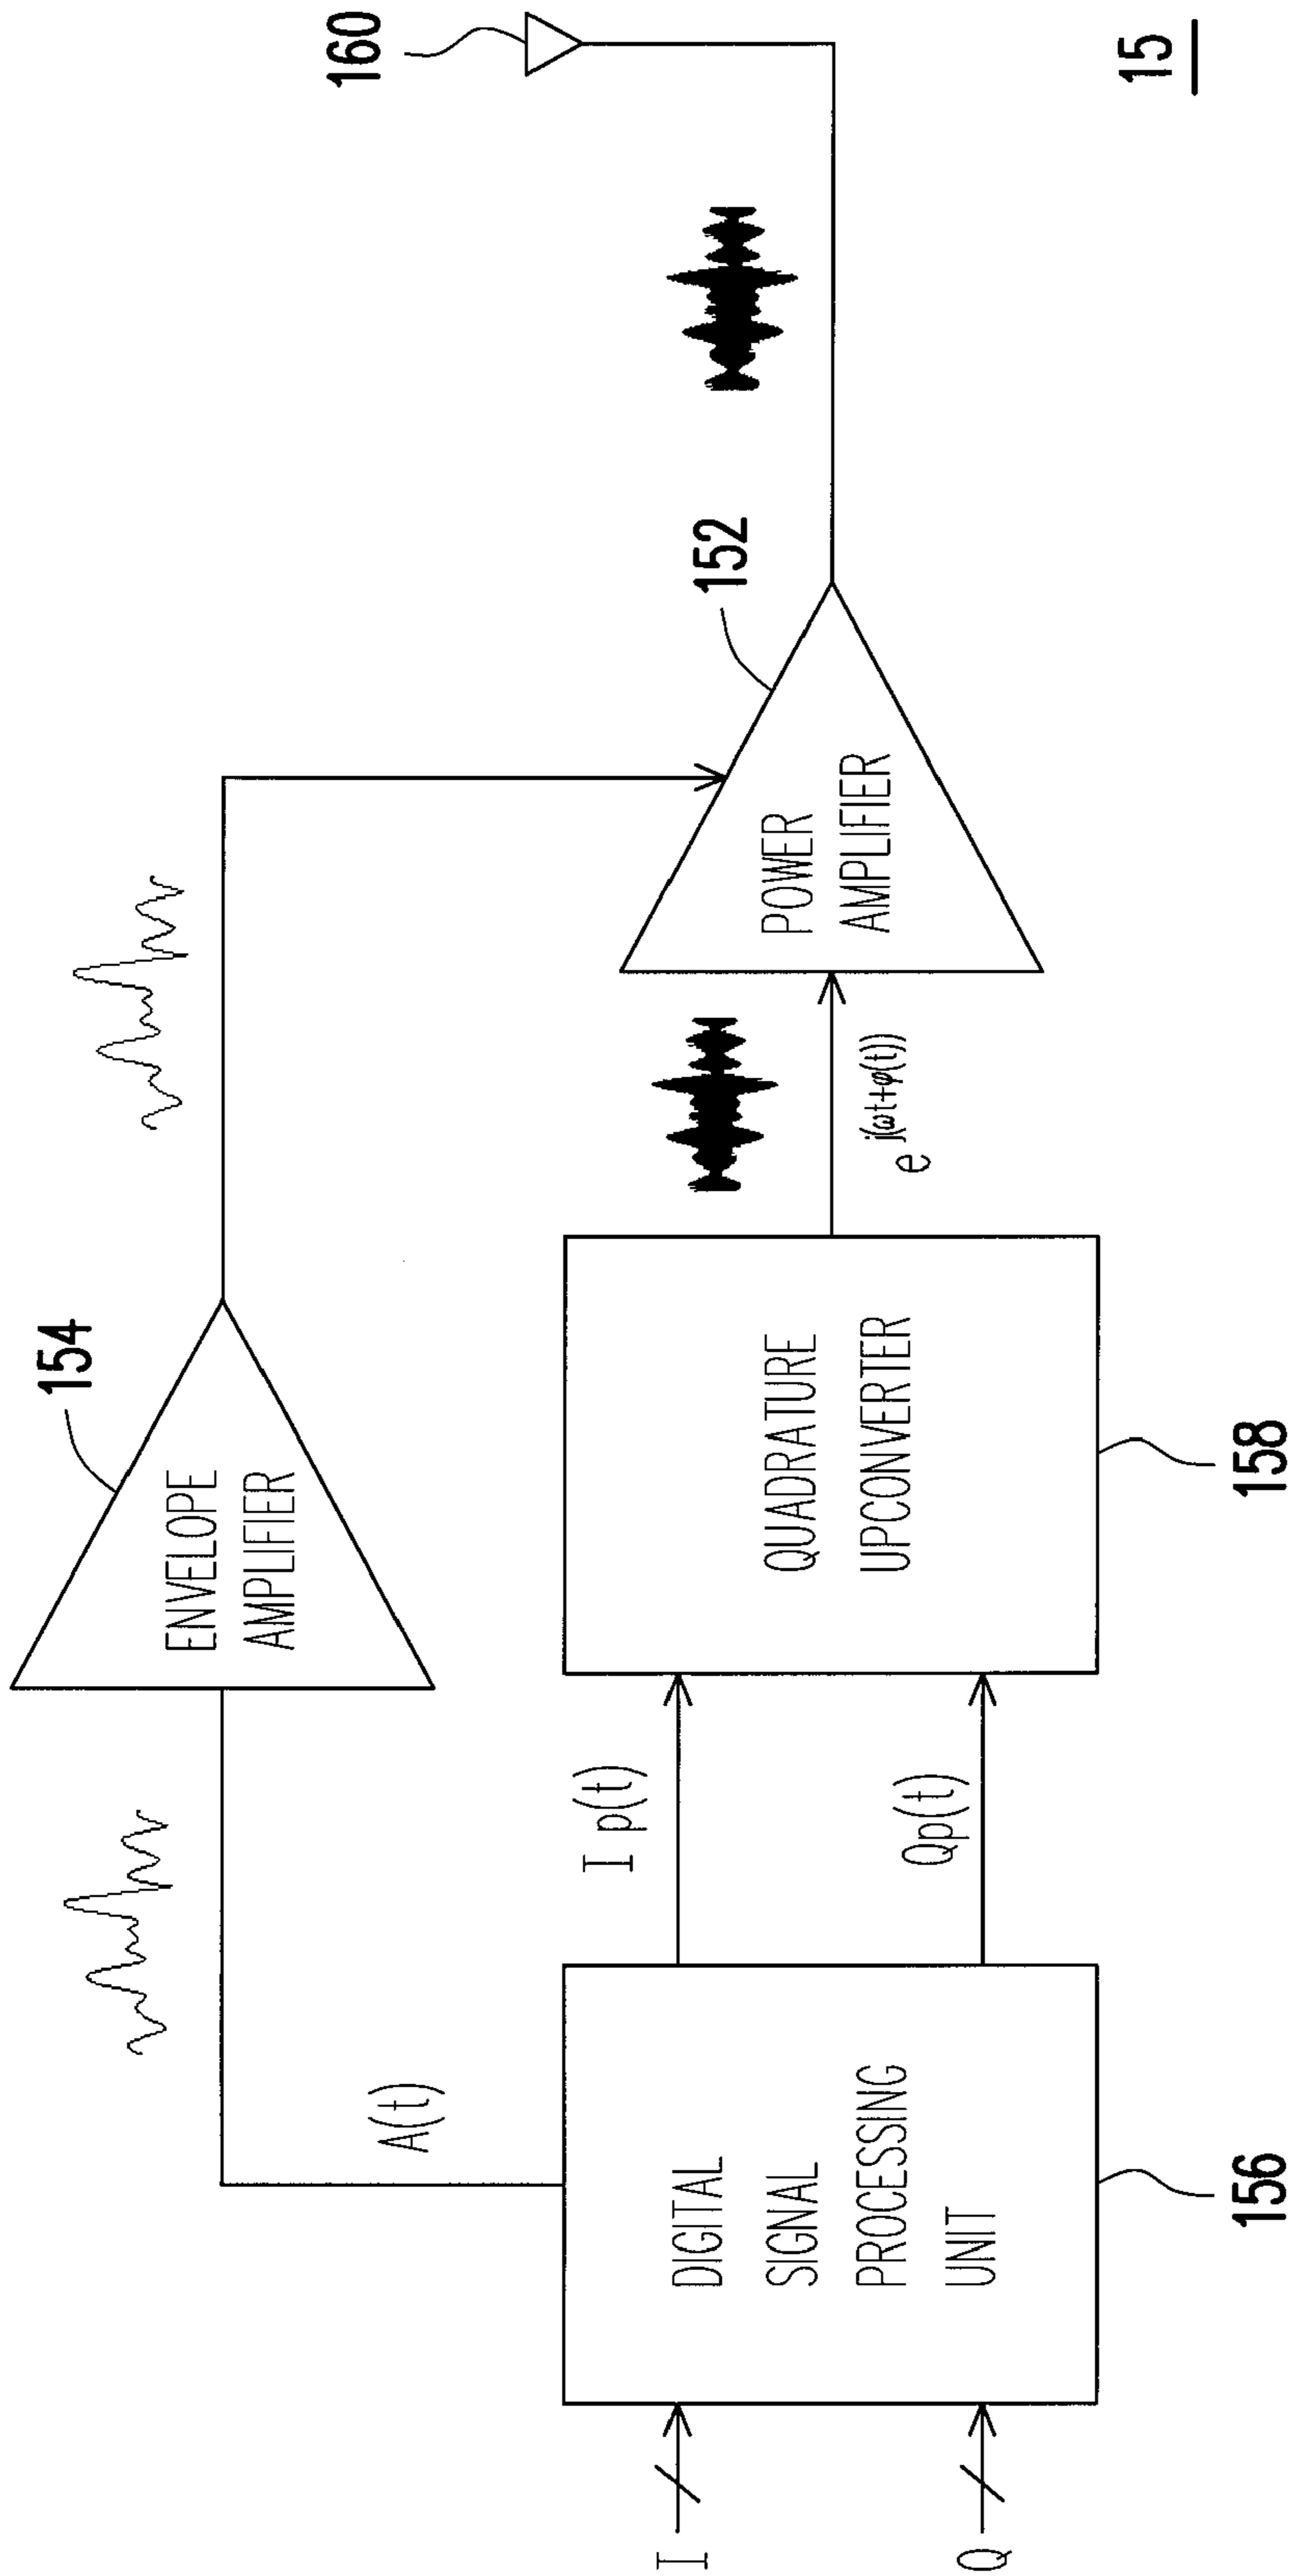 160
15
154
ENVELOPE
AMPLIFIER
152
POWER
AMPLIFIER
A(t)
I p(t)
Qp(t)
e j(ωt+φ(t))
QUADRATURE
UPCONVERTER
158
DIGITAL
SIGNAL
PROCESSING
UNIT
156
I
Q